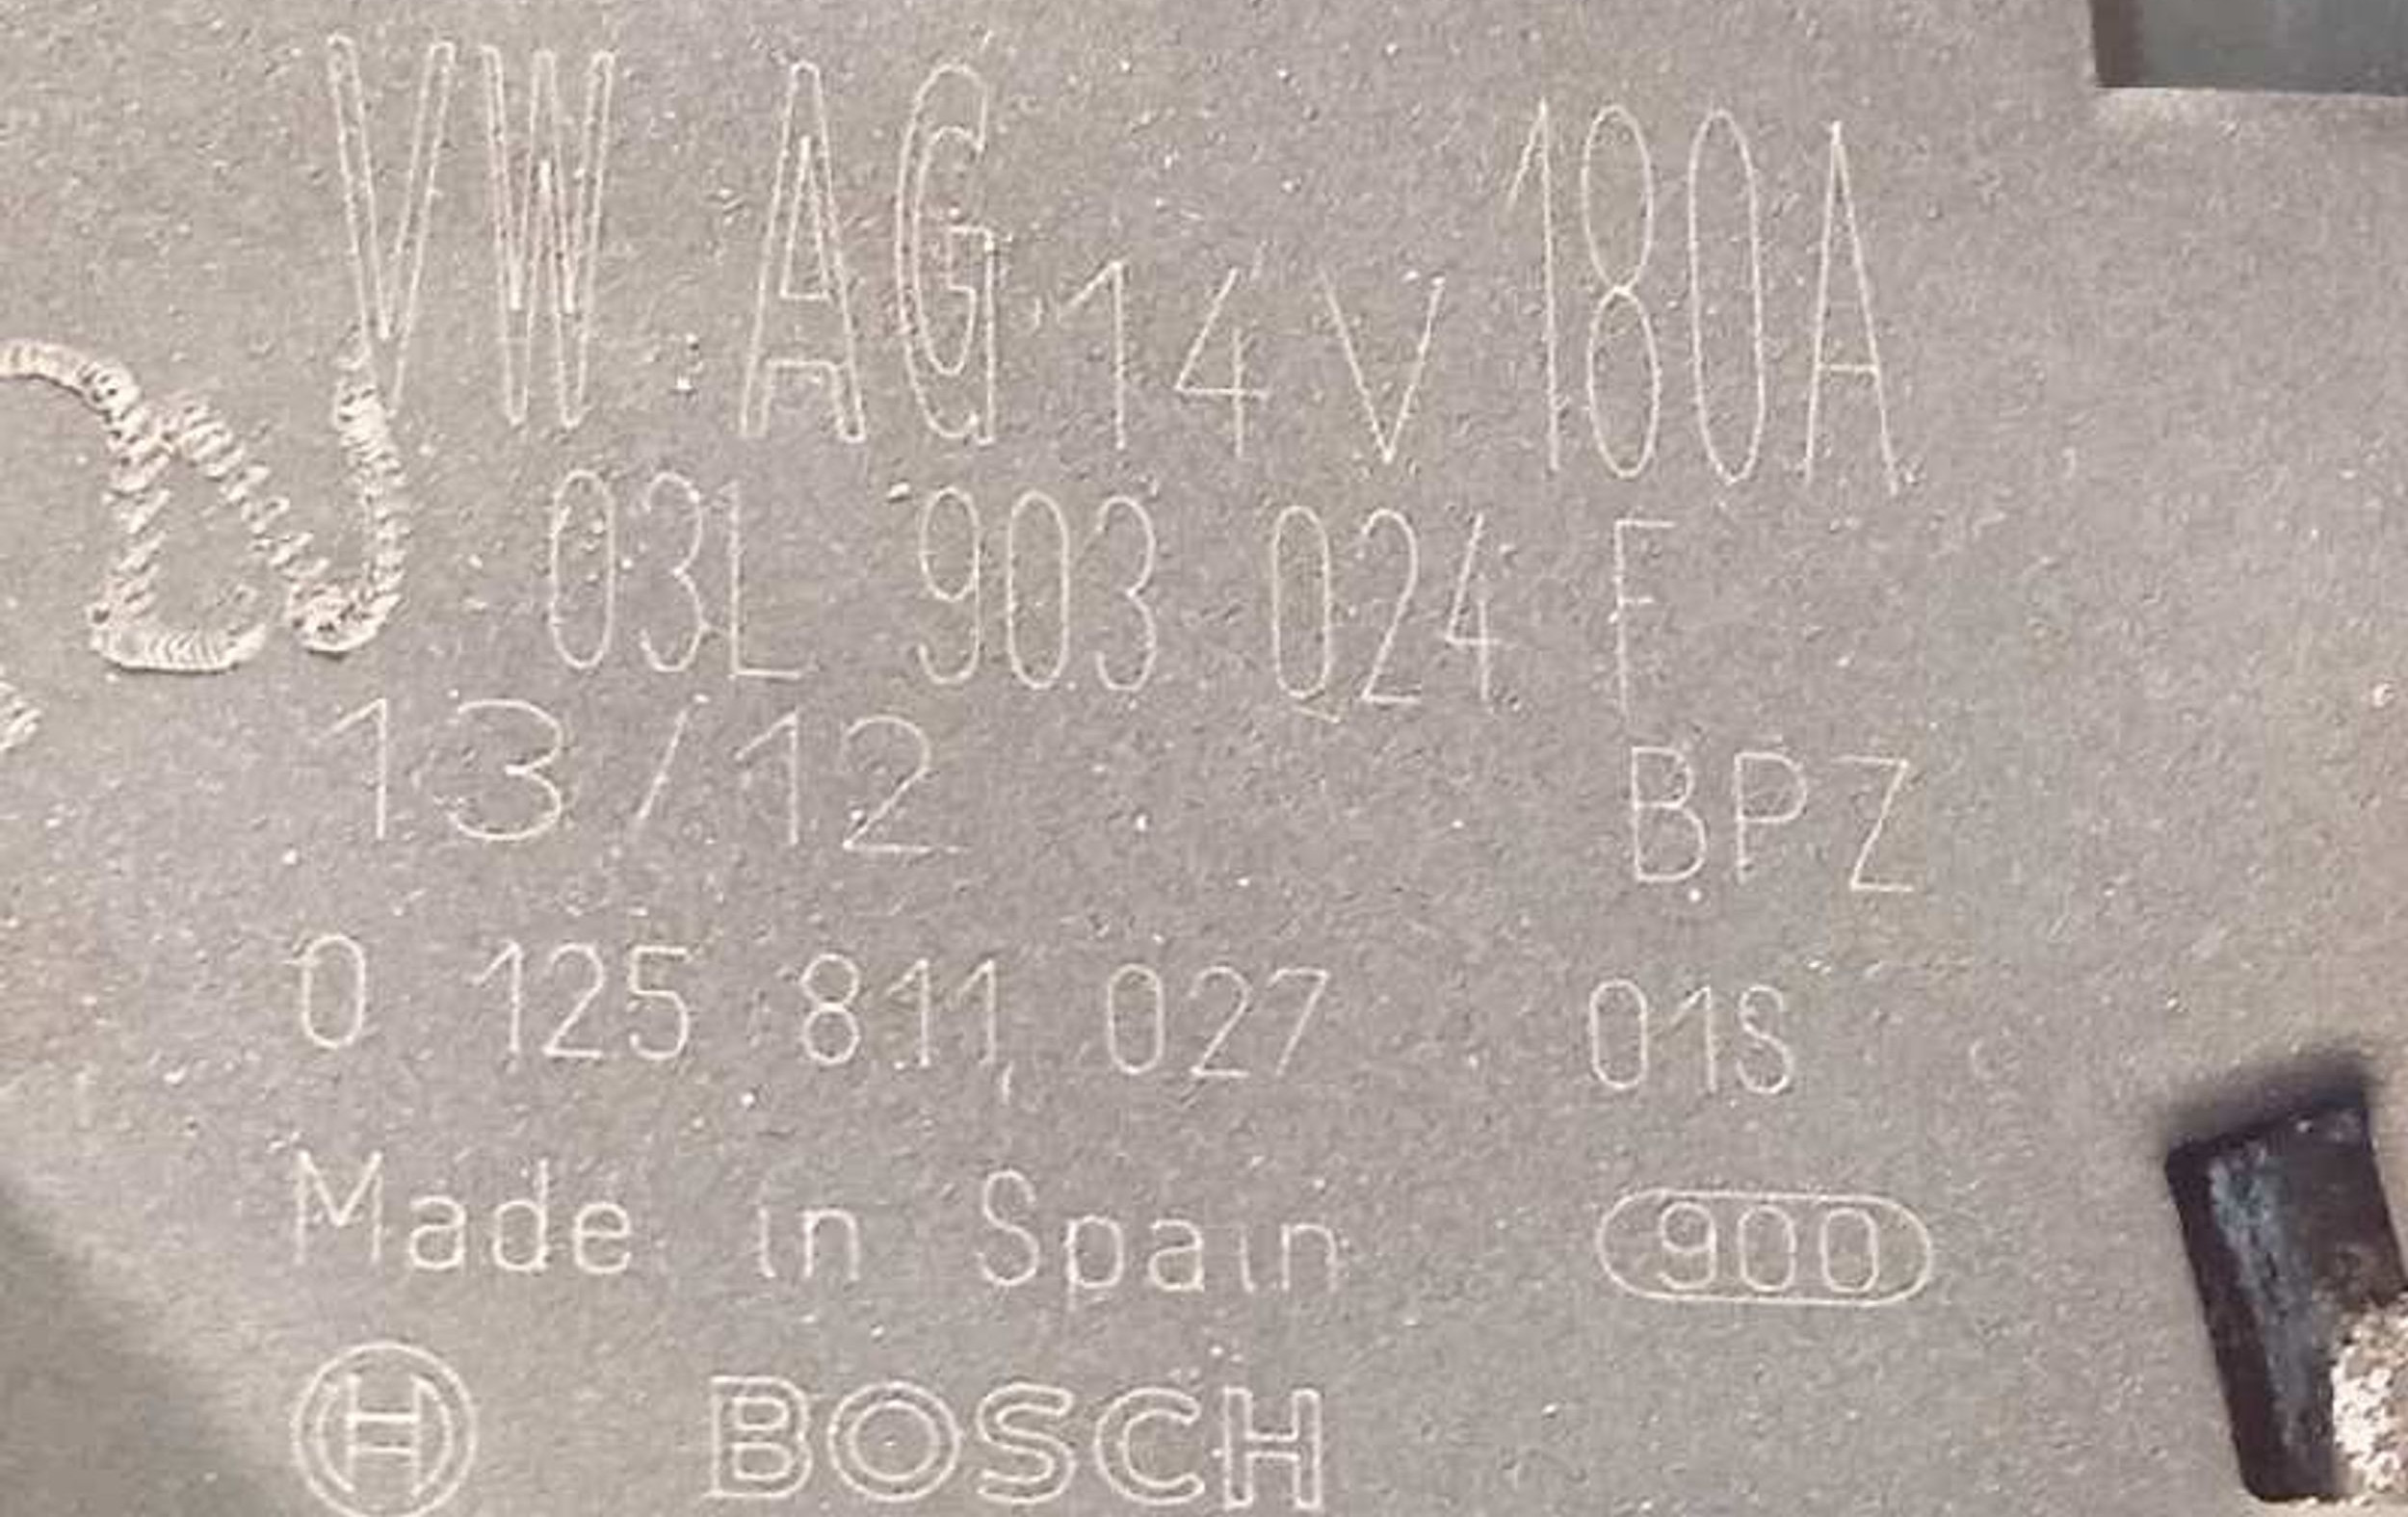 VW AG 14 V 180A
03L 903 024 F
13/12 BPZ
0 125 811 027 01S
Made in Spain 900
BOSCH